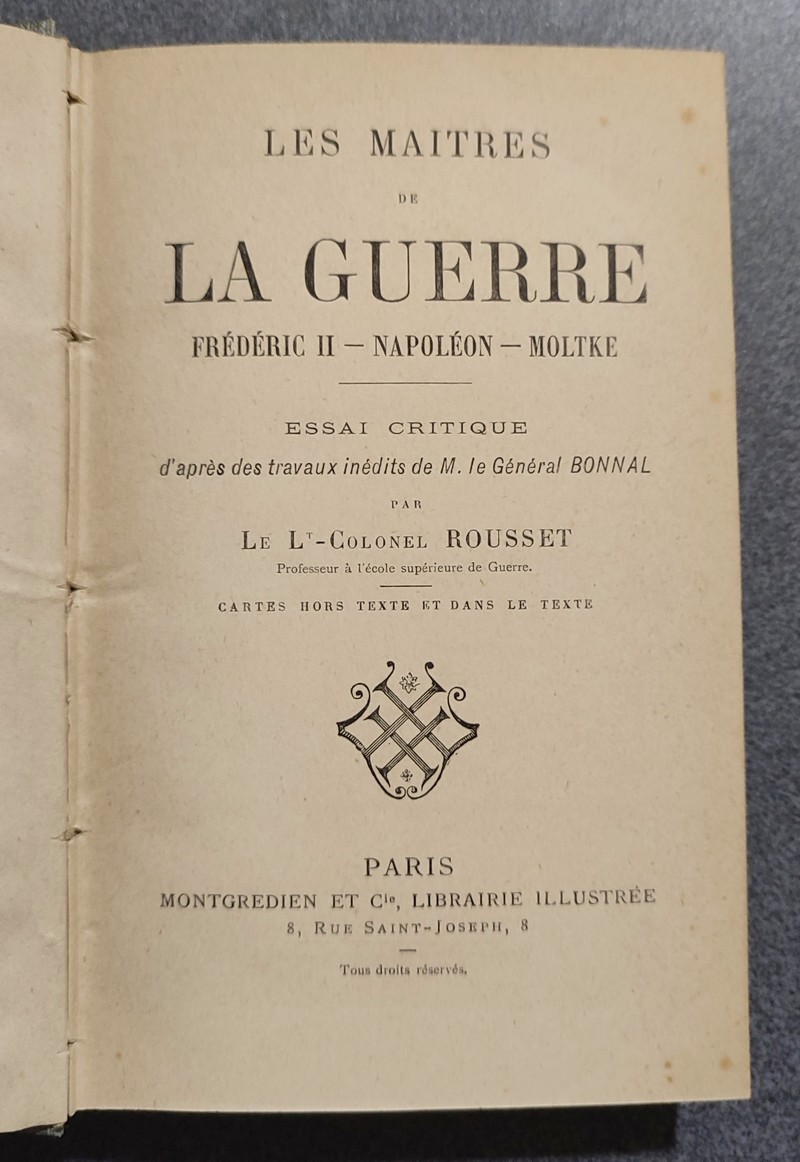 LES MAITRES
DE
LA GUERRE
FRÉDÉRIC II — NAPOLÉON — MOLTKE
ESSAI CRITIQUE
d'après des travaux inédits de M. le Général BONNAL
PAR
LE LT-COLONEL ROUSSET
Professeur à l'école supérieure de Guerre.
CARTES HORS TEXTE ET DANS LE TEXTE
PARIS
MONTGREDIEN ET Cie, LIBRAIRIE ILLUSTRÉE
8, RUE SAINT-JOSEPH, 8
Tous droits réservés.